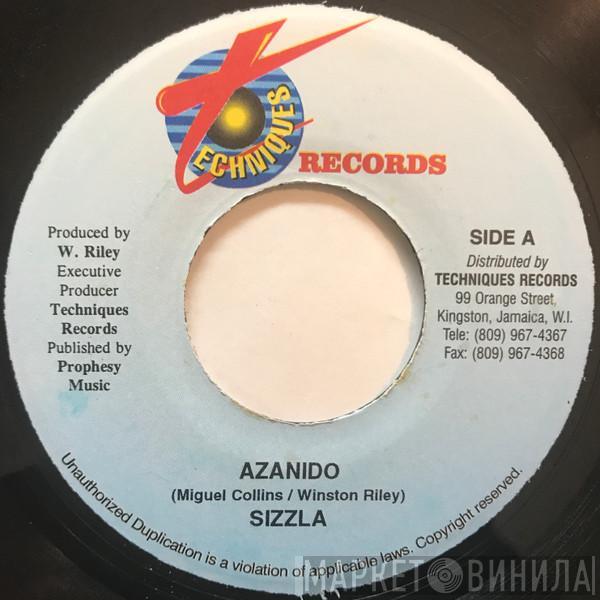 TECHNIQUES
RECORDS
Produced by
W. Riley
Executive
Producer
Techniques
Records
Published by
Prophesy
Music
SIDE A
Distributed by
TECHNIQUES RECORDS
99 Orange Street,
Kingston, Jamaica, W.I.
Tele: (809) 967-4367
Fax: (809) 967-4368
AZANIDO
(Miguel Collins / Winston Riley)
SIZZLA
Unauthorized Duplication is a violation of applicable laws. Copyright reserved.
МАРКЕТ ВИНИЛА